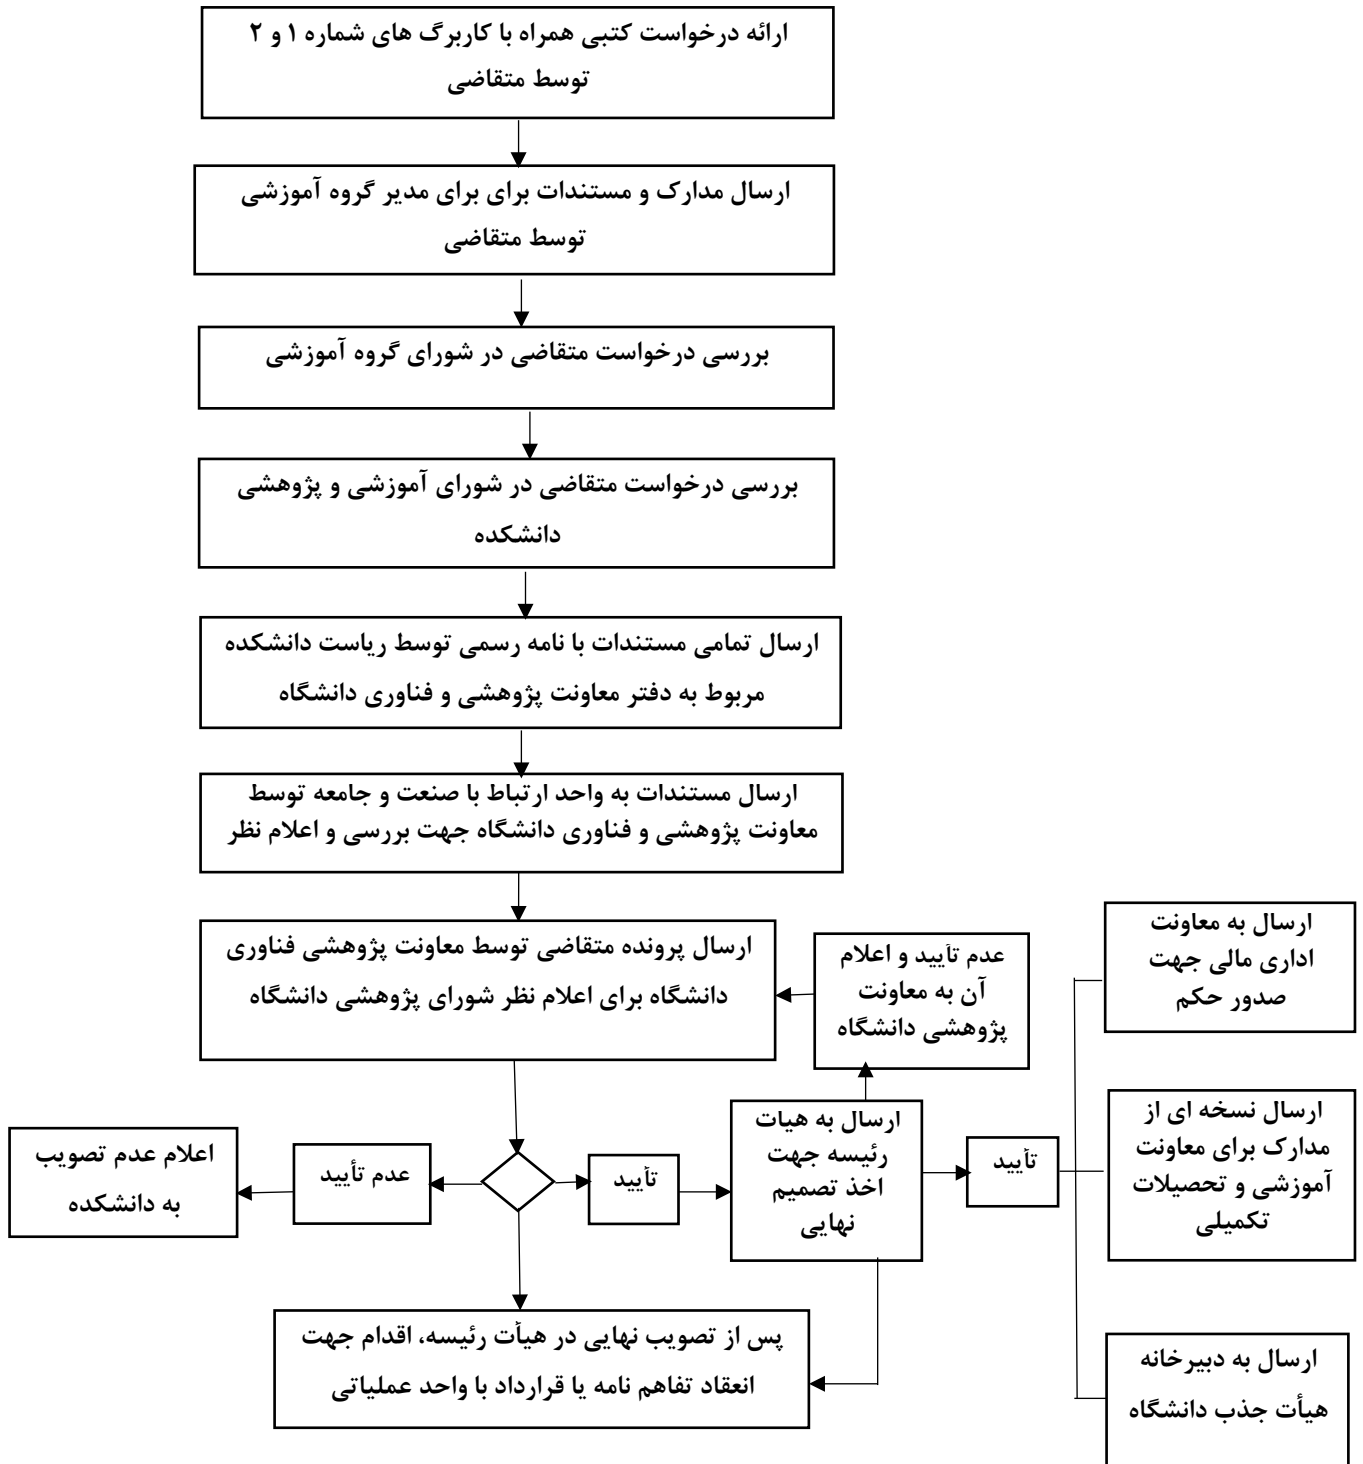 ارائه درخواست کتبی همراه با کاربرگ های شماره ۱ و ۲
توسط متقاضی
ارسال مدارک و مستندات برای برای مدیر گروه آموزشی
توسط متقاضی
بررسی درخواست متقاضی در شورای گروه آموزشی
بررسی درخواست متقاضی در شورای آموزشی و پژوهشی
دانشکده
ارسال تمامی مستندات با نامه رسمی توسط ریاست دانشکده
مربوط به دفتر معاونت پژوهشی و فناوری دانشگاه
ارسال مستندات به واحد ارتباط با صنعت و جامعه توسط
معاونت پژوهشی و فناوری دانشگاه جهت بررسی و اعلام نظر
ارسال پرونده متقاضی توسط معاونت پژوهشی فناوری
دانشگاه برای اعلام نظر شورای پژوهشی دانشگاه
عدم تأیید و اعلام
آن به معاونت
پژوهشی دانشگاه
ارسال به معاونت
اداری مالی جهت
صدور حکم
ارسال نسخه ای از
مدارک برای معاونت
آموزشی و تحصیلات
تکمیلی
تأیید
ارسال به هیات
رئیسه جهت
اخذ تصمیم
نهایی
تأیید
عدم تأیید
اعلام عدم تصویب
به دانشکده
پس از تصویب نهایی در هیأت رئیسه، اقدام جهت
انعقاد تفاهم نامه یا قرارداد با واحد عملیاتی
ارسال به دبیرخانه
هیأت جذب دانشگاه